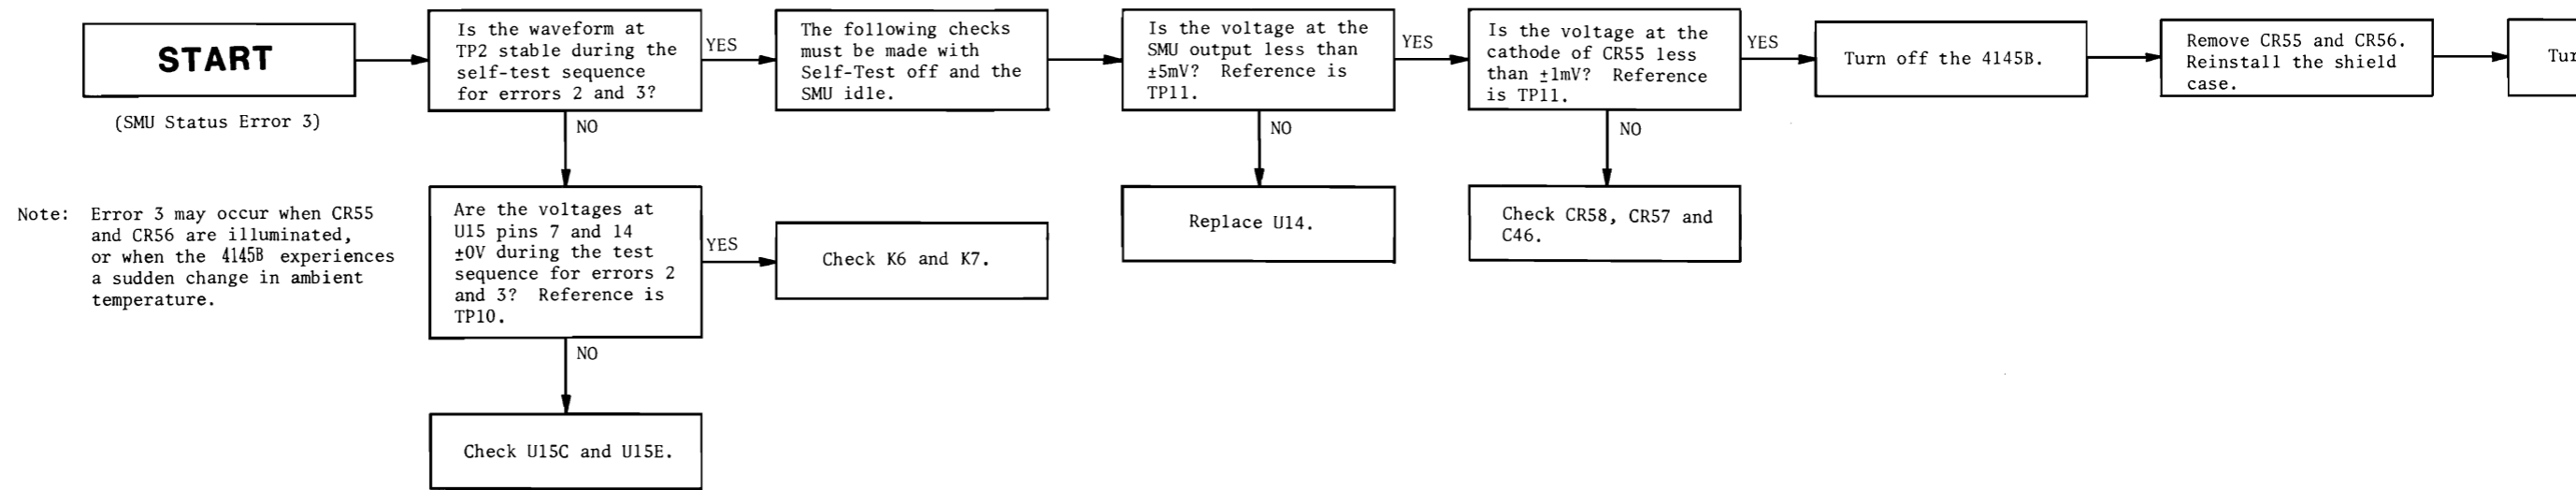 START
(SMU Status Error 3)
Note: Error 3 may occur when CR55
and CR56 are illuminated,
or when the 4145B experiences
a sudden change in ambient
temperature.
Is the waveform at
TP2 stable during the
self-test sequence
for errors 2 and 3?
YES
NO
Are the voltages at
U15 pins 7 and 14
±0V during the test
sequence for errors 2
and 3? Reference is
TP10.
YES
NO
Check K6 and K7.
Check U15C and U15E.
The following checks
must be made with
Self-Test off and the
SMU idle.
Is the voltage at the
SMU output less than
±5mV? Reference is
TP11.
YES
NO
Replace U14.
Is the voltage at the
cathode of CR55 less
than ±1mV? Reference
is TP11.
YES
NO
Check CR58, CR57 and
C46.
Turn off the 4145B.
Remove CR55 and CR56.
Reinstall the shield
case.